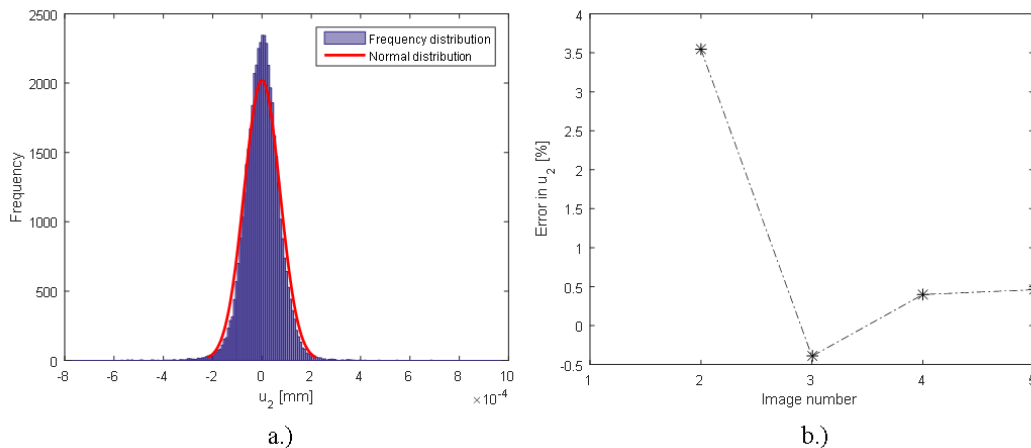 2500
2000
1500
1000
500
0
Frequency
Frequency distribution
Normal distribution
-8 -6 -4 -2 0 2 4 6 8 10
u2 [mm]
×10-4
a.)
4
3.5
3
2.5
2
1.5
1
0.5
0
-0.5
Error in u2 [%]
1 2 3 4 5
Image number
b.)